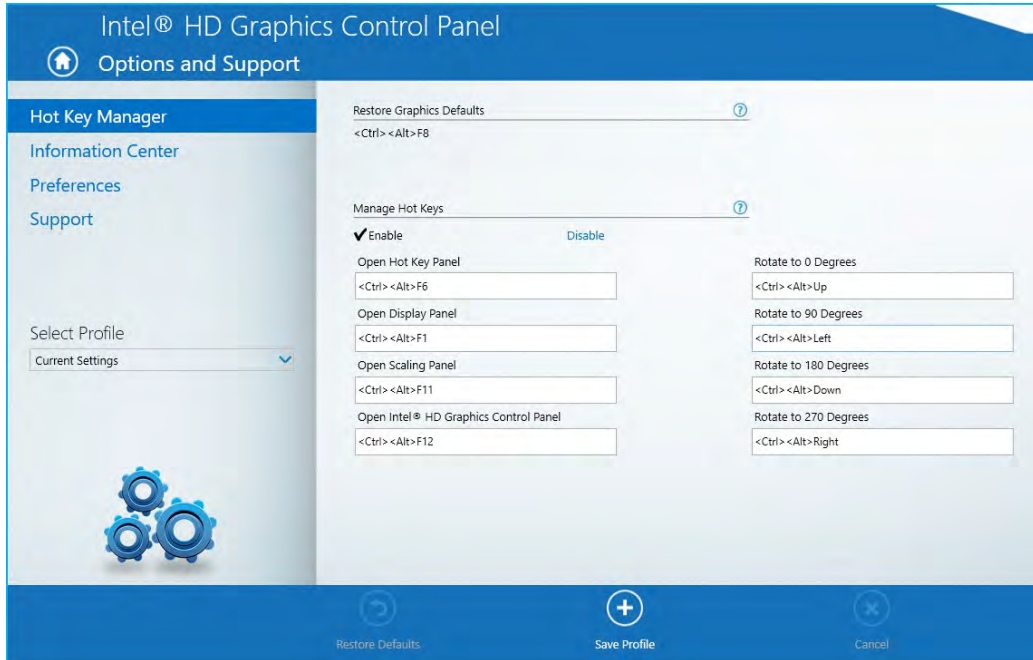 Intel® HD Graphics Control Panel
Options and Support
Hot Key Manager
Information Center
Preferences
Support
Select Profile
Current Settings
Restore Graphics Defaults
<Ctrl><Alt>F8
Manage Hot Keys
Enable Disable
Open Hot Key Panel
<Ctrl><Alt>F6
Open Display Panel
<Ctrl><Alt>F1
Open Scaling Panel
<Ctrl><Alt>F11
Open Intel® HD Graphics Control Panel
<Ctrl><Alt>F12
Rotate to 0 Degrees
<Ctrl><Alt>Up
Rotate to 90 Degrees
<Ctrl><Alt>Left
Rotate to 180 Degrees
<Ctrl><Alt>Down
Rotate to 270 Degrees
<Ctrl><Alt>Right
Restore Defaults
Save Profile
Cancel